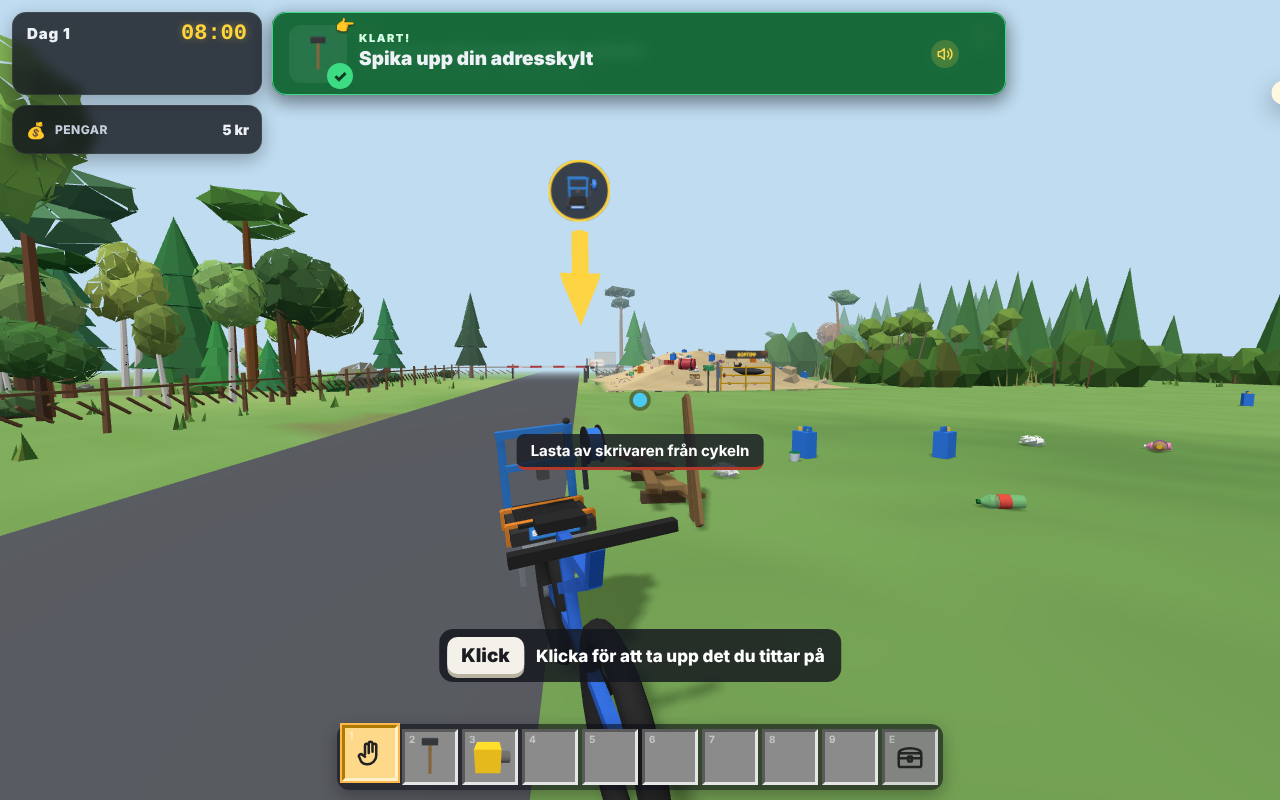 Dag 1
08:00
PENGAR
5 kr
KLART!
Spika upp din adresskylt
Lasta av skrivaren från cykeln
Klick
Klicka för att ta upp det du tittar på
1
2
3
4
5
6
7
8
9
E